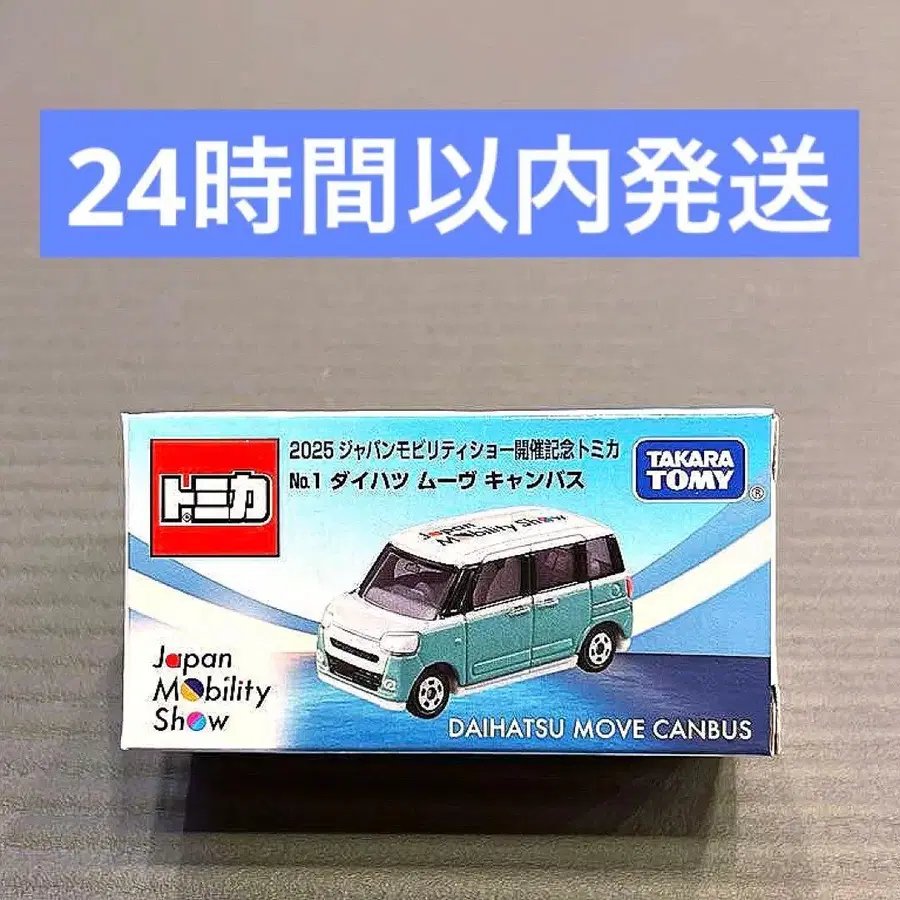 24時間以内発送
2025 ジャパンモビリティショー開催記念トミカ
No.1 ダイハツ ムーヴ キャンバス
トミカ
TAKARA
TOMY
®
Japan
Mobility Show
Japan
Mobility
Show
DAIHATSU MOVE CANBUS